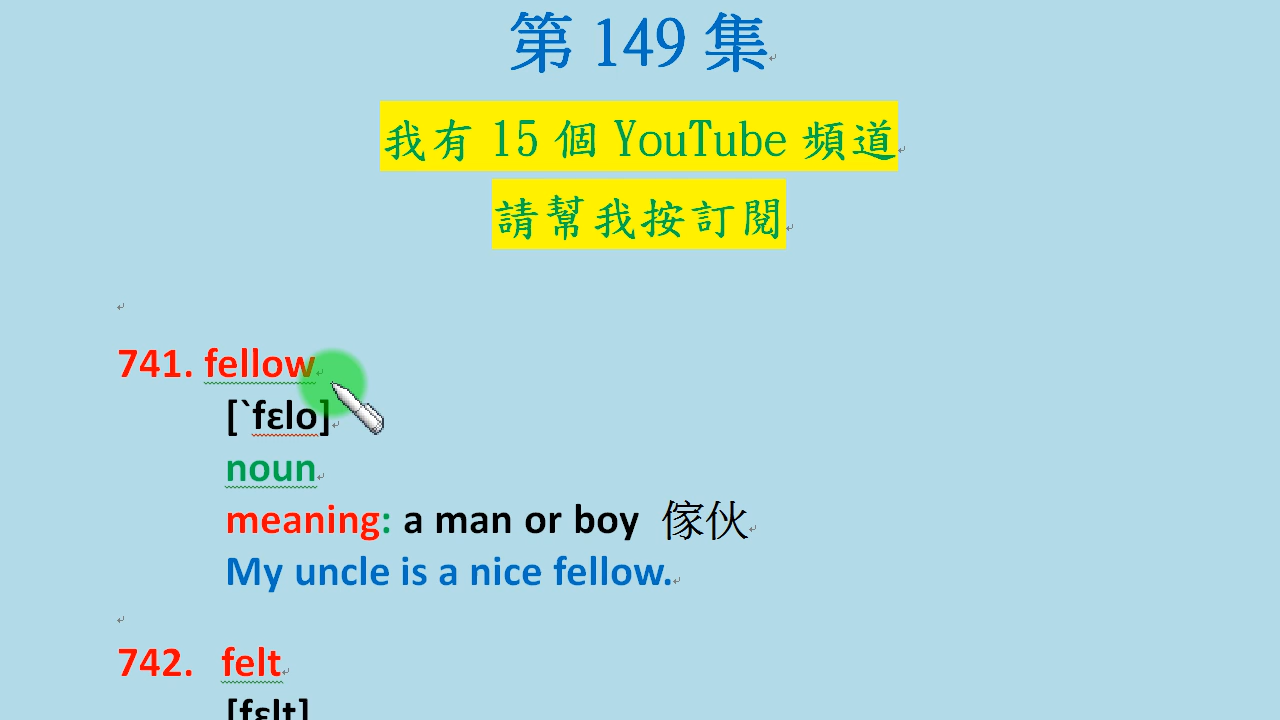 第 149 集
我有 15 個 YouTube 頻道
請幫我按訂閱
741. fellow
[`fɛlo]
noun
meaning: a man or boy 傢伙
My uncle is a nice fellow.
742. felt
[fɛlt]